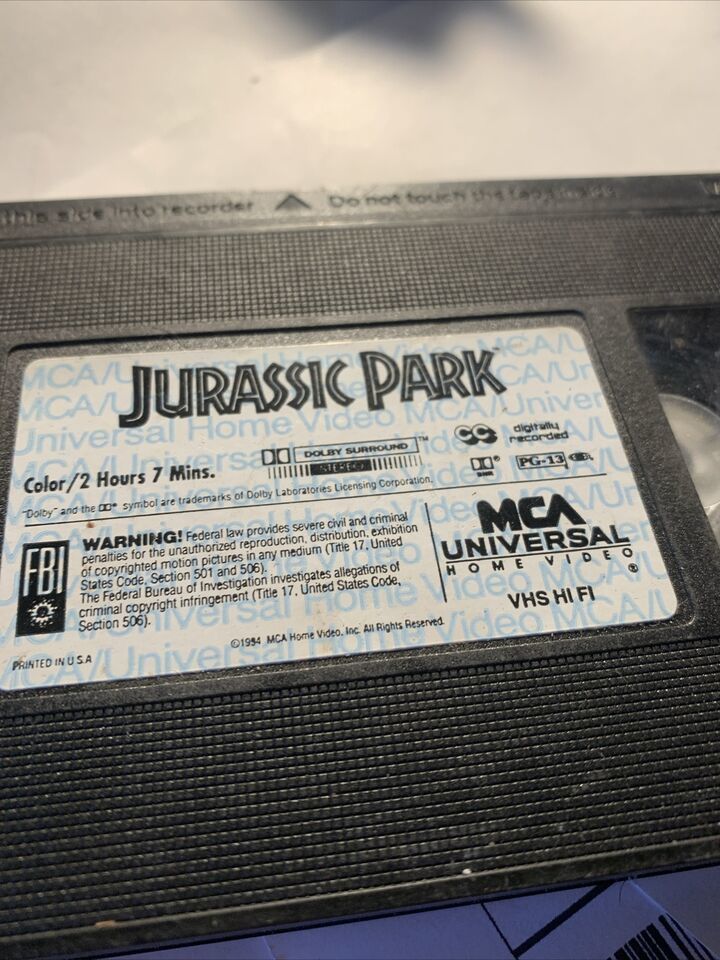 this side into recorder Do not touch the tape inside
JURASSIC PARK™
Color/2 Hours 7 Mins.
DOLBY SURROUND™
STEREO
CC digitally
recorded
PG-13
"Dolby" and the symbol are trademarks of Dolby Laboratories Licensing Corporation.
FBI
WARNING! Federal law provides severe civil and criminal
penalties for the unauthorized reproduction, distribution, exhibition
of copyrighted motion pictures in any medium (Title 17, United
States Code, Section 501 and 506).
The Federal Bureau of Investigation investigates allegations of
criminal copyright infringement (Title 17, United States Code,
Section 506).
MCA
UNIVERSAL
HOME VIDEO
®
VHS HI FI
©1994 MCA Home Video, Inc. All Rights Reserved.
PRINTED IN U.S.A